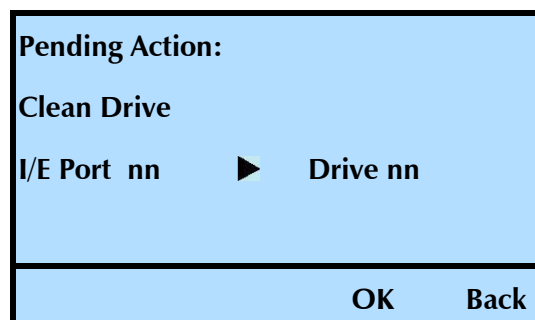 Pending Action:
Clean Drive
I/E Port nn ▶ Drive nn
OK Back